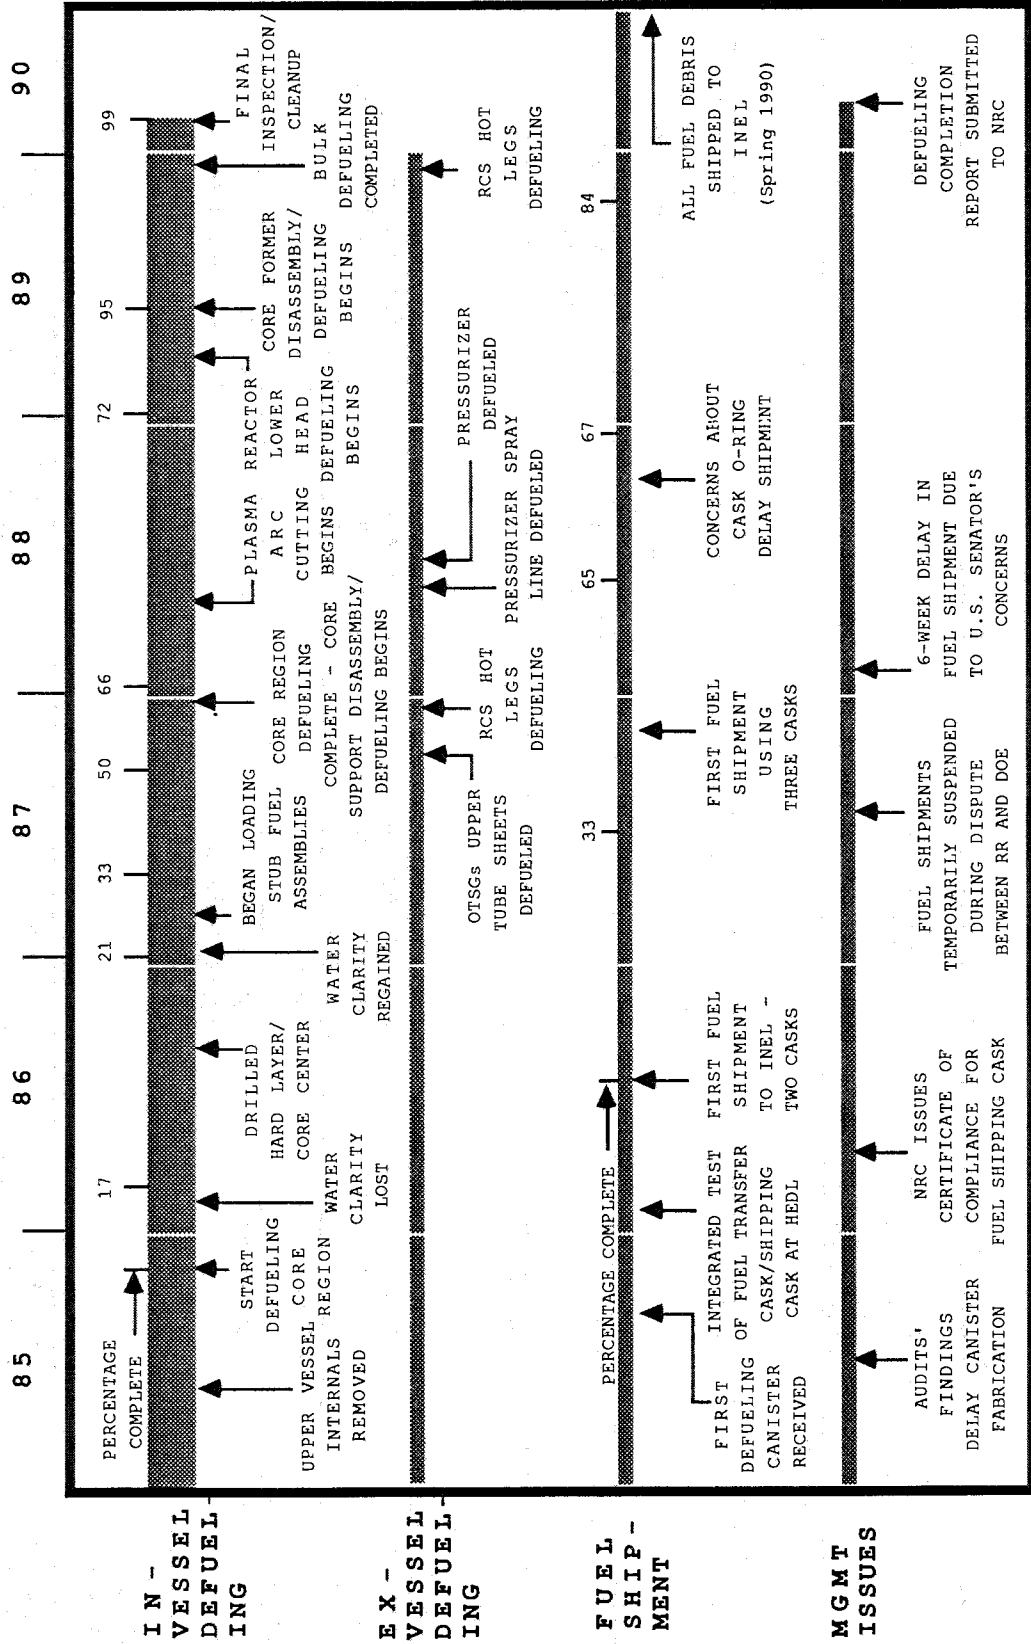 85
86
87
88
89
90
IN-
VESSEL
DEFUEL
ING
PERCENTAGE
COMPLETE
17
21
33
50
66
72
95
99
UPPER VESSEL
INTERNALS
REMOVED
START
DEFUELING
CORE
REGION
WATER
CLARITY
LOST
DRILLED
HARD LAYER/
CORE CENTER
WATER
CLARITY
REGAINED
BEGAN LOADING
STUB FUEL
ASSEMBLIES
CORE REGION
DEFUELING
COMPLETE - CORE
SUPPORT DISASSEMBLY/
DEFUELING BEGINS
PLASMA
ARC
CUTTING
BEGINS
REACTOR
LOWER
HEAD
DEFUELING
BEGINS
CORE FORMER
DISASSEMBLY/
DEFUELING
BEGINS
BULK
DEFUELING
COMPLETED
FINAL
INSPECTION/
CLEANUP
EX-
VESSEL
DEFUEL-
ING
OTSGs UPPER
TUBE SHEETS
DEFUELED
RCS HOT
LEGS
DEFUELING
PRESSURIZER SPRAY
LINE DEFUELED
PRESSURIZER
DEFUELED
RCS HOT
LEGS
DEFUELING
FUEL
SHIP-
MENT
PERCENTAGE COMPLETE
33
65
67
84
FIRST
DEFUELING
CANISTER
RECEIVED
INTEGRATED TEST
OF FUEL TRANSFER
CASK/SHIPPING
CASK AT HEDL
FIRST FUEL
SHIPMENT
TO INEL -
TWO CASKS
FIRST FUEL
SHIPMENT
USING
THREE CASKS
CONCERNS ABOUT
CASK O-RING
DELAY SHIPMENT
ALL FUEL DEBRIS
SHIPPED TO
INEL
(Spring 1990)
MGMT
ISSUES
AUDITS'
FINDINGS
DELAY CANISTER
FABRICATION
NRC ISSUES
CERTIFICATE OF
COMPLIANCE FOR
FUEL SHIPPING CASK
FUEL SHIPMENTS
TEMPORARILY SUSPENDED
DURING DISPUTE
BETWEEN RR AND DOE
6-WEEK DELAY IN
FUEL SHIPMENT DUE
TO U.S. SENATOR'S
CONCERNS
DEFUELING
COMPLETION
REPORT SUBMITTED
TO NRC